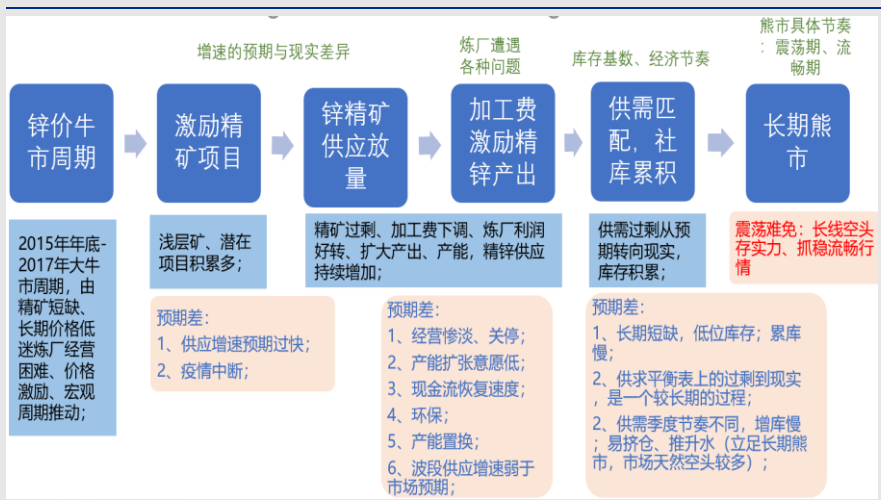 增速的预期与现实差异
炼厂遭遇
各种问题
库存基数、经济节奏
熊市具体节奏
：震荡期、流
畅期
锌价牛
市周期
激励精
矿项目
锌精矿
供应放
量
加工费
激励精
锌产出
供需匹
配，社
库累积
长期熊
市
2015年年底-
2017年大牛
市周期，由
精矿短缺、
长期价格低
迷炼厂经营
困难、价格
激励、宏观
周期推动；
浅层矿、潜在
项目积累多；
精矿过剩、加工费下调、炼厂利润
好转、扩大产出、产能，精锌供应
持续增加；
供需过剩从预
期转向现实，
库存积累；
震荡难免：长线空头
存实力、抓稳流畅行
情
预期差：
1、供应增速预期过快；
2、疫情中断；
预期差：
1、经营惨淡、关停；
2、产能扩张意愿低；
3、现金流恢复速度；
4、环保；
5、产能置换；
6、波段供应增速弱于
市场预期；
预期差：
1、长期短缺，低位库存；累库
慢；
2、供求平衡表上的过剩到现实
，是一个较长期的过程；
2、供需季度节奏不同，增库慢
；易挤仓、推升水（立足长期熊
市，市场天然空头较多）；